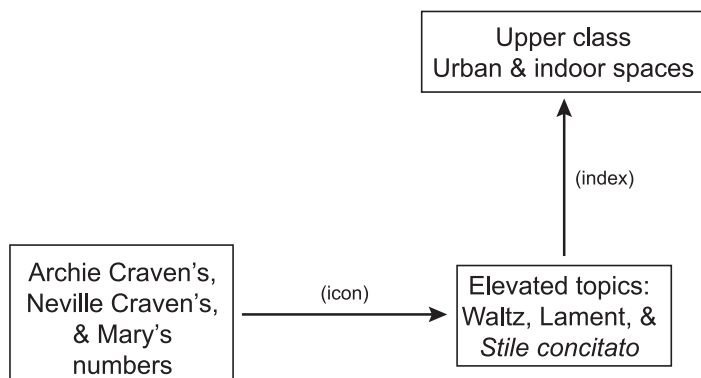 Upper class
Urban & indoor spaces
(index)
Archie Craven’s,
Neville Craven’s,
& Mary’s
numbers
(icon)
Elevated topics:
Waltz, Lament, &
Stile concitato